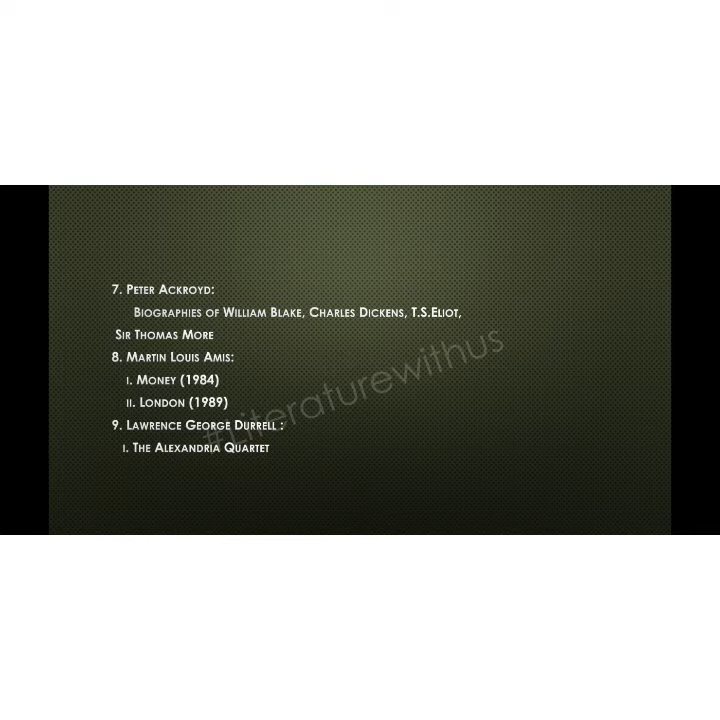 7. Peter Ackroyd:
Biographies of William Blake, Charles Dickens, T.S.Eliot,
Sir Thomas More
8. Martin Louis Amis:
i. Money (1984)
ii. London (1989)
9. Lawrence George Durrell :
i. The Alexandria Quartet
#Literaturewithus